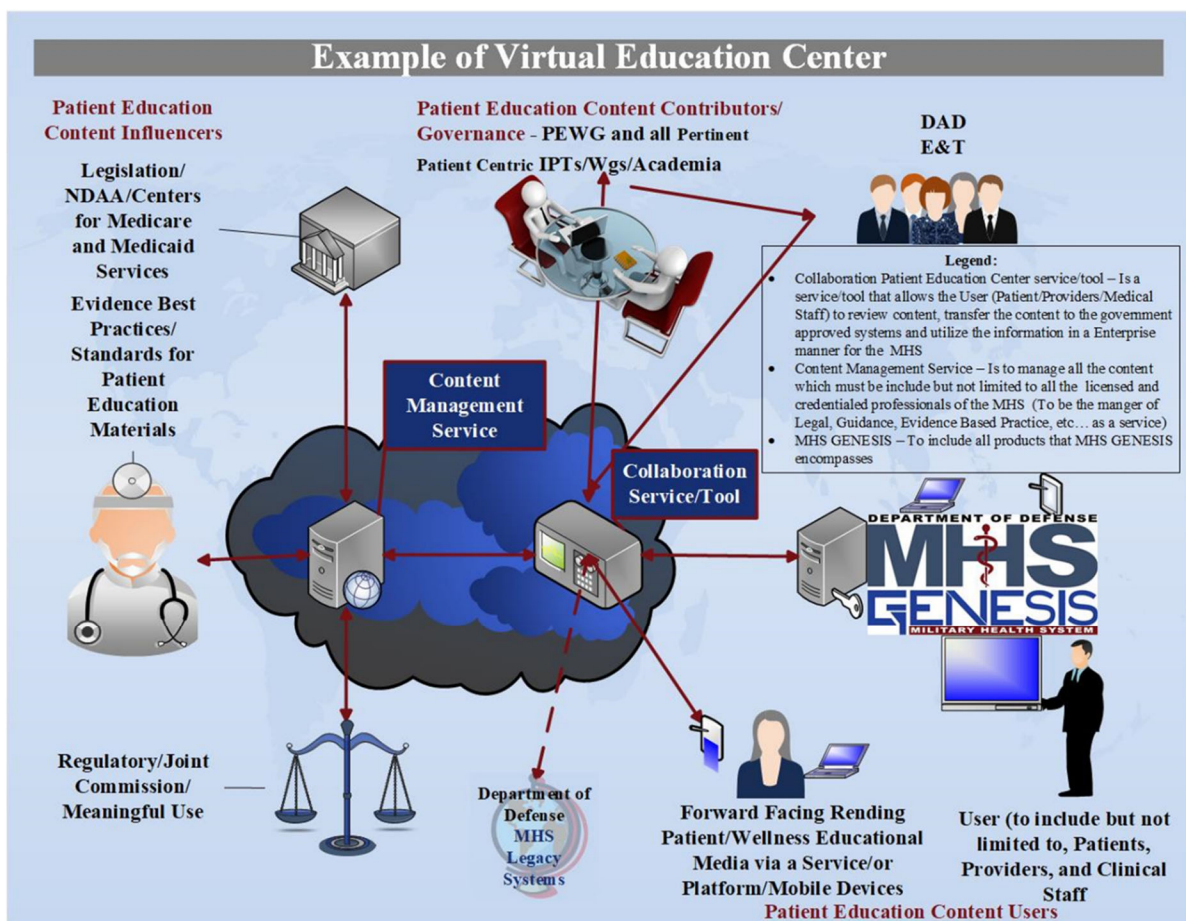 Example of Virtual Education Center
Patient Education
Content Influencers
Legislation/
NDAA/Centers
for Medicare
and Medicaid
Services
Evidence Best
Practices/
Standards for
Patient
Education
Materials
Regulatory/Joint
Commission/
Meaningful Use
Patient Education Content Contributors/
Governance - PEWG and all Pertinent
Patient Centric IPTs/Wgs/Academia
DAD
E&T
Legend:
• Collaboration Patient Education Center service/tool – Is a
service/tool that allows the User (Patient/Providers/Medical
Staff) to review content, transfer the content to the government
approved systems and utilize the information in a Enterprise
manner for the MHS
• Content Management Service – Is to manage all the content
which must be include but not limited to all the licensed and
credentialed professionals of the MHS (To be the manger of
Legal, Guidance, Evidence Based Practice, etc… as a service)
• MHS GENESIS – To include all products that MHS GENESIS
encompasses
Content
Management
Service
Collaboration
Service/Tool
DEPARTMENT OF DEFENSE
MHS
GENESIS
MILITARY HEALTH SYSTEM
Department of
Defense
MHS
Legacy
Systems
Forward Facing Rending
Patient/Wellness Educational
Media via a Service/or
Platform/Mobile Devices
User (to include but not
limited to, Patients,
Providers, and Clinical
Staff
Patient Education Content Users